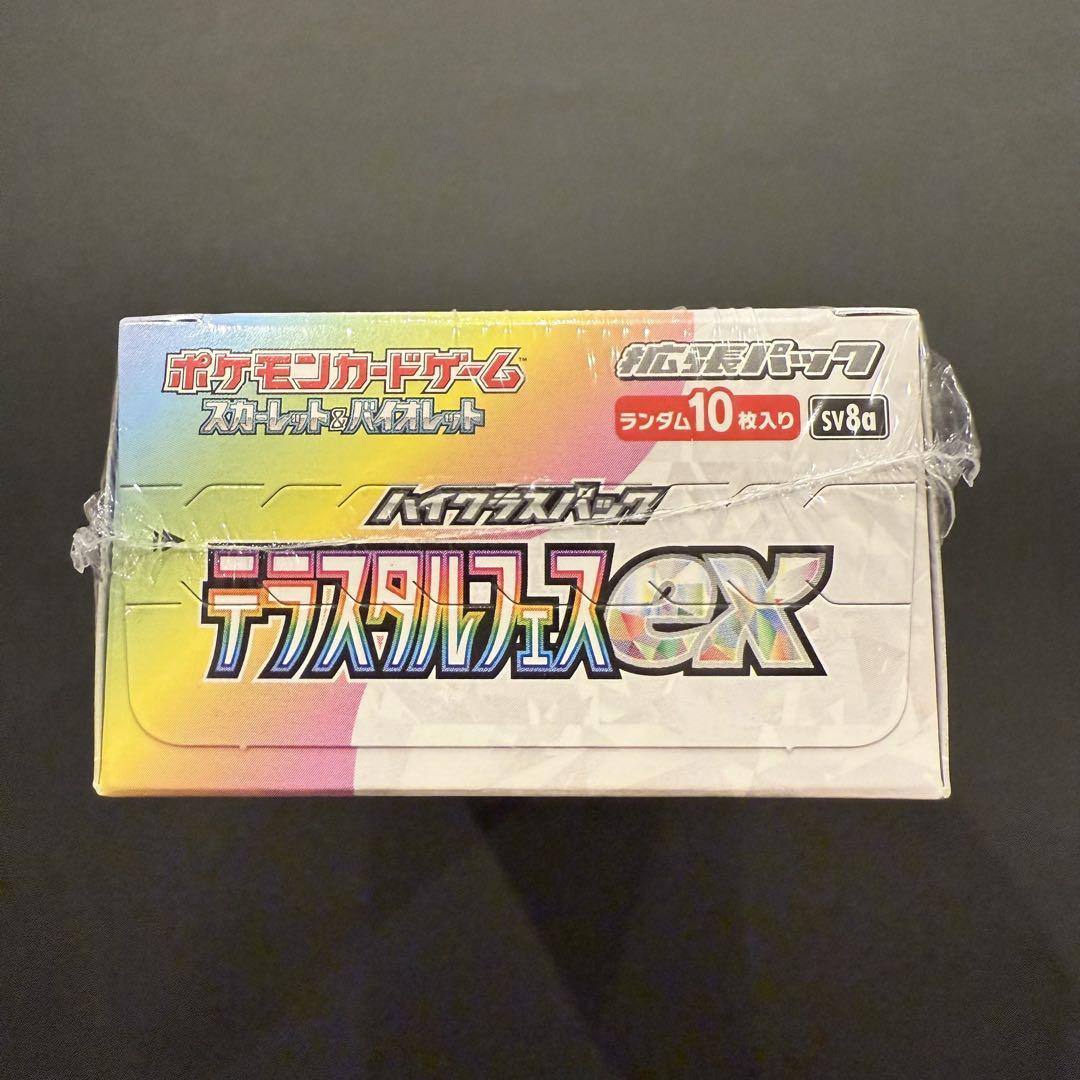 ポケモンカードゲーム™
スカーレット&バイオレット
拡張パック
ランダム10枚入り sv8a
ハイクラスパック
テラスタルフェスex